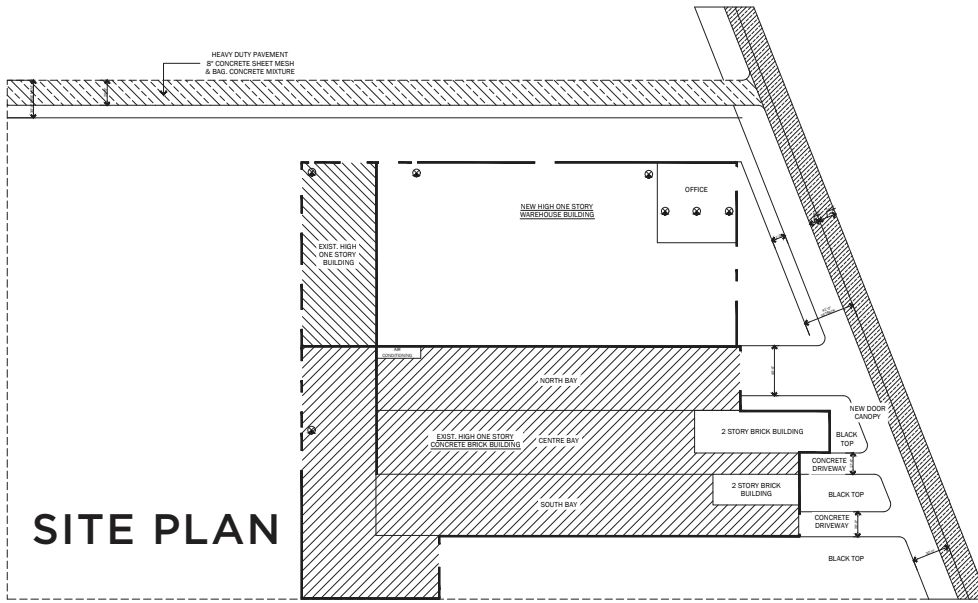 HEAVY DUTY PAVEMENT
8" CONCRETE SHEET MESH
& BAG. CONCRETE MIXTURE
OFFICE
NEW HIGH ONE STORY
WAREHOUSE BUILDING
EXIST. HIGH
ONE STORY
BUILDING
AIR
CONDITIONING
NORTH BAY
NEW DOOR
CANOPY
2 STORY BRICK BUILDING
BLACK
TOP
EXIST. HIGH ONE STORY
CONCRETE BRICK BUILDING
CENTRE BAY
CONCRETE
DRIVEWAY
2 STORY BRICK
BUILDING
BLACK TOP
SOUTH BAY
CONCRETE
DRIVEWAY
SITE PLAN
BLACK TOP